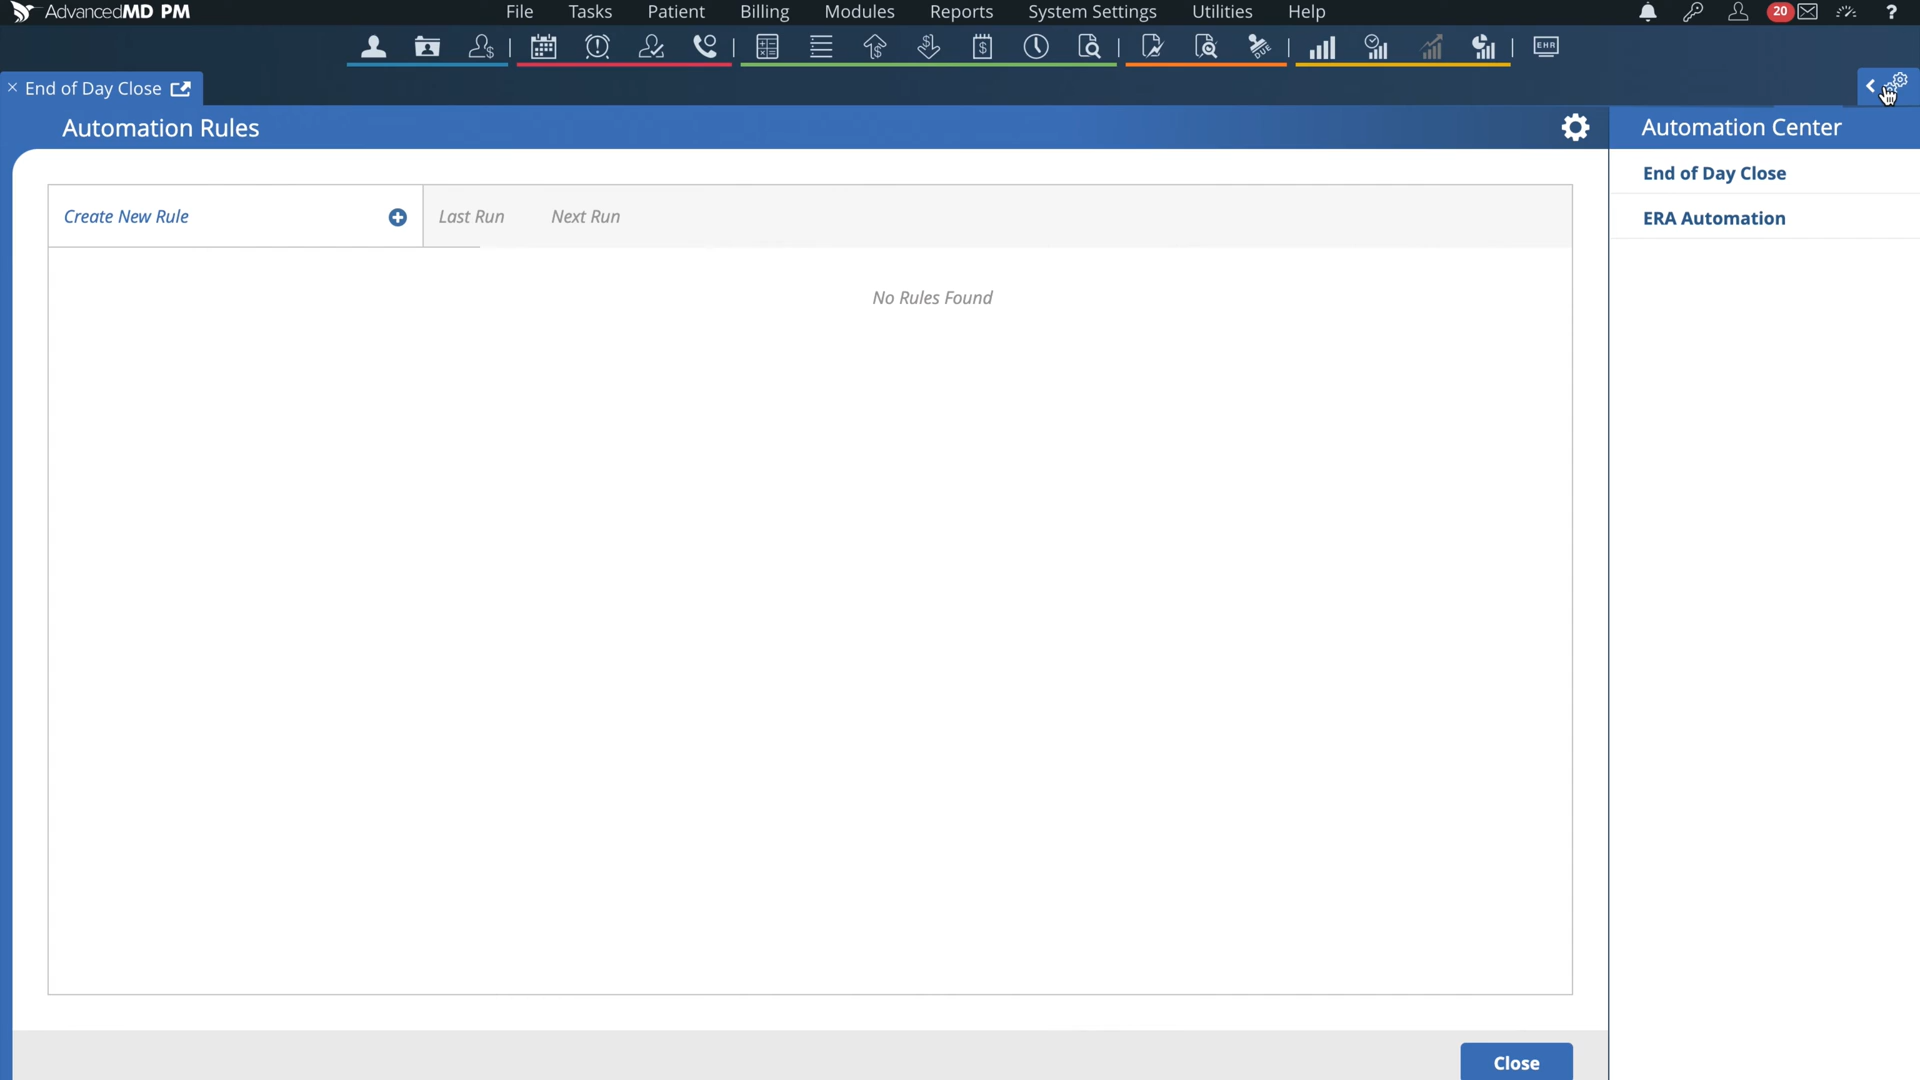 AdvancedMD PM
File Tasks Patient Billing Modules Reports System Settings Utilities Help
20 ?
EHR
× End of Day Close
Automation Rules
Automation Center
End of Day Close
ERA Automation
Create New Rule
Last Run Next Run
No Rules Found
Close